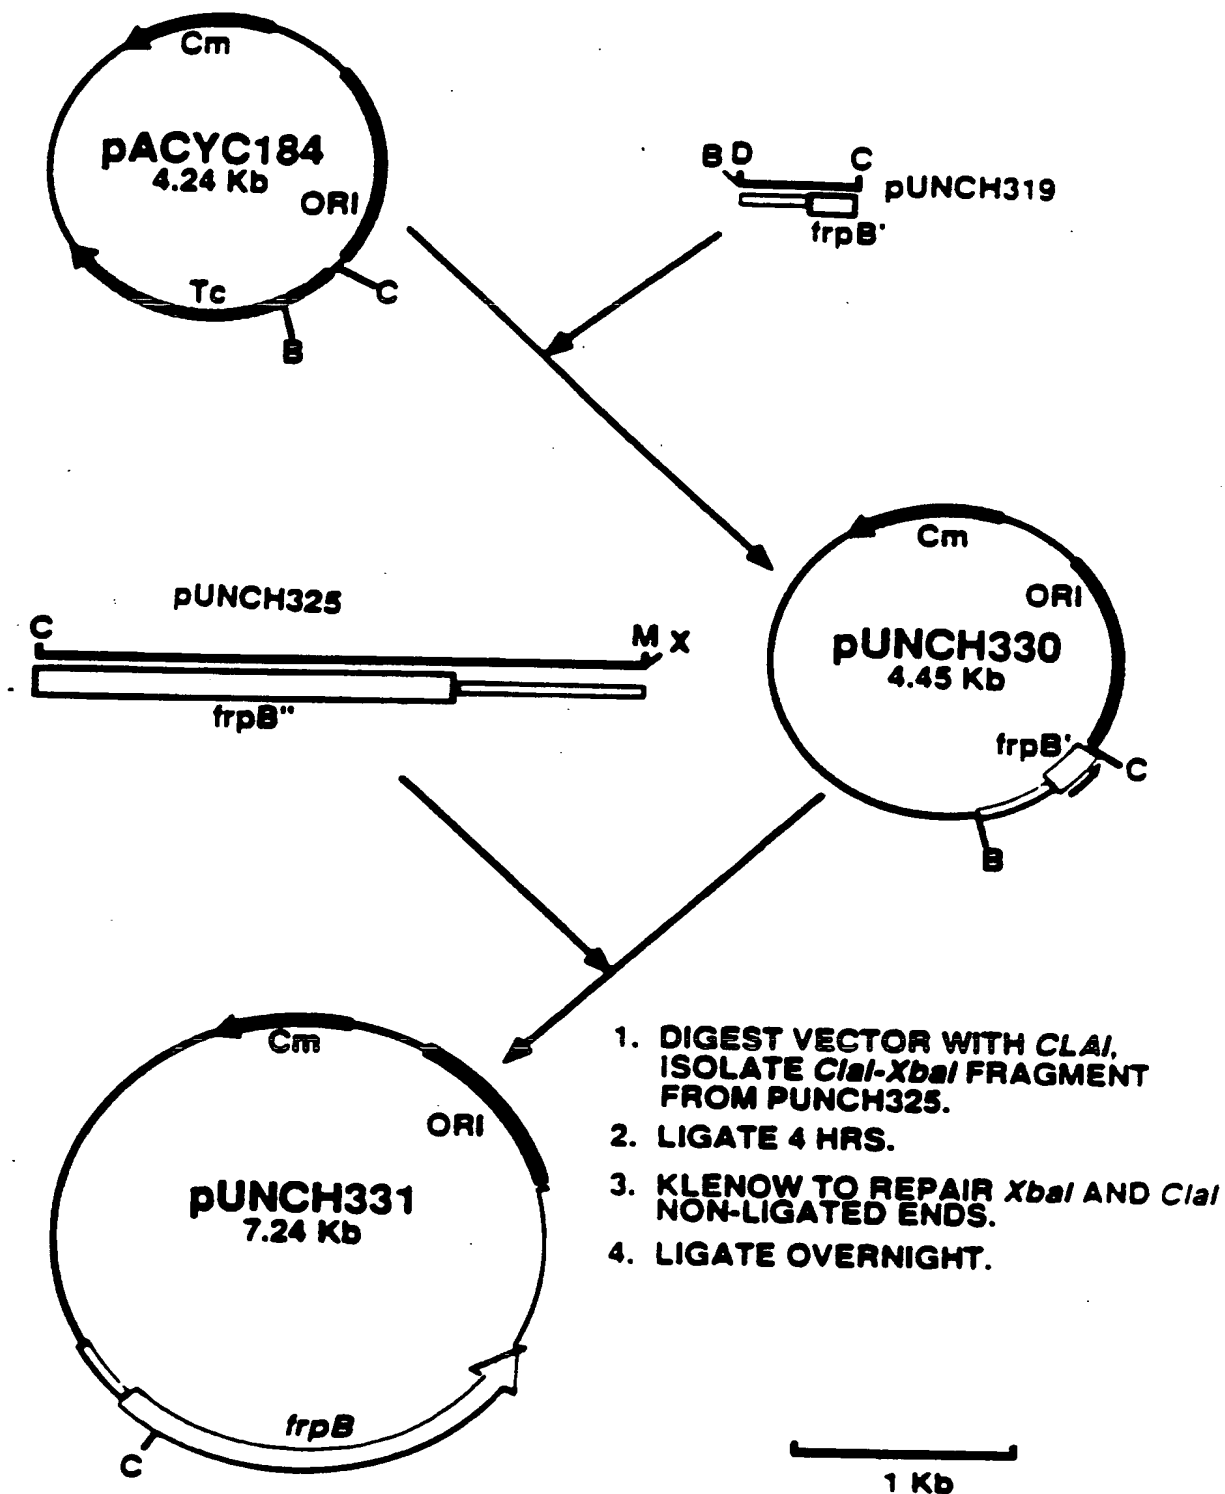 Cm
pACYC184
4.24 Kb
ORI
Tc
C
B
B D
C
pUNCH319
frpB'
pUNCH325
C
M X
frpB"
Cm
ORI
pUNCH330
4.45 Kb
frpB'
C
B
Cm
ORI
pUNCH331
7.24 Kb
frpB
C
1. DIGEST VECTOR WITH CLAI,
ISOLATE ClaI-XbaI FRAGMENT
FROM PUNCH325.
2. LIGATE 4 HRS.
3. KLENOW TO REPAIR XbaI AND ClaI
NON-LIGATED ENDS.
4. LIGATE OVERNIGHT.
1 Kb